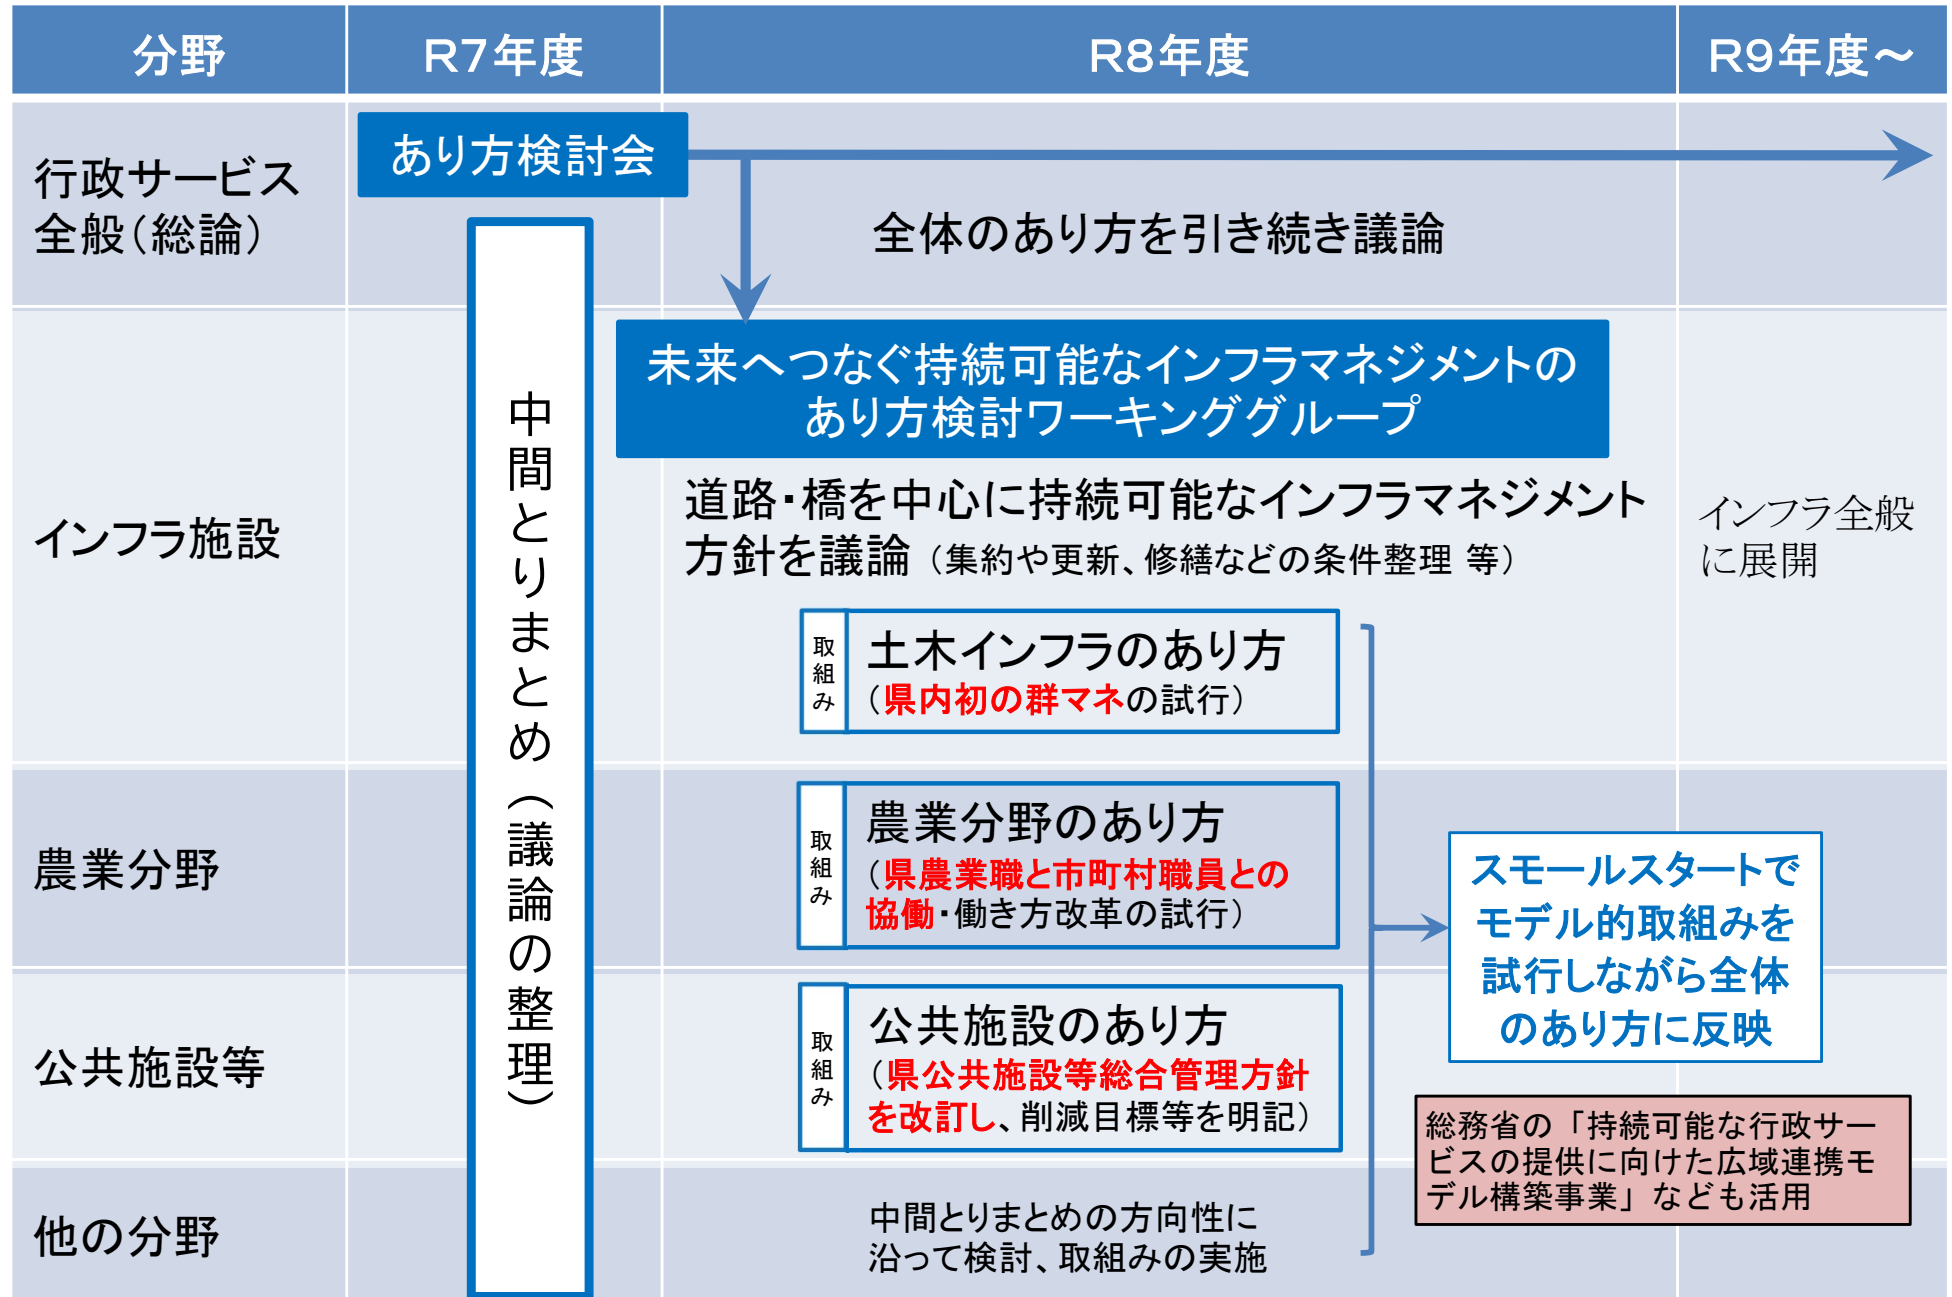 分野
R7年度
R8年度
R9年度～
行政サービス
全般（総論）
あり方検討会
全体のあり方を引き続き議論
中間とりまとめ（議論の整理）
インフラ施設
未来へつなぐ持続可能なインフラマネジメントの
あり方検討ワーキンググループ
道路・橋を中心に持続可能なインフラマネジメント
方針を議論（集約や更新、修繕などの条件整理 等）
インフラ全般
に展開
取組み
土木インフラのあり方
（県内初の群マネの試行）
農業分野
取組み
農業分野のあり方
（県農業職と市町村職員との
協働・働き方改革の試行）
スモールスタートで
モデル的取組みを
試行しながら全体
のあり方に反映
公共施設等
取組み
公共施設のあり方
（県公共施設等総合管理方針
を改訂し、削減目標等を明記）
総務省の「持続可能な行政サー
ビスの提供に向けた広域連携モ
デル構築事業」なども活用
他の分野
中間とりまとめの方向性に
沿って検討、取組みの実施